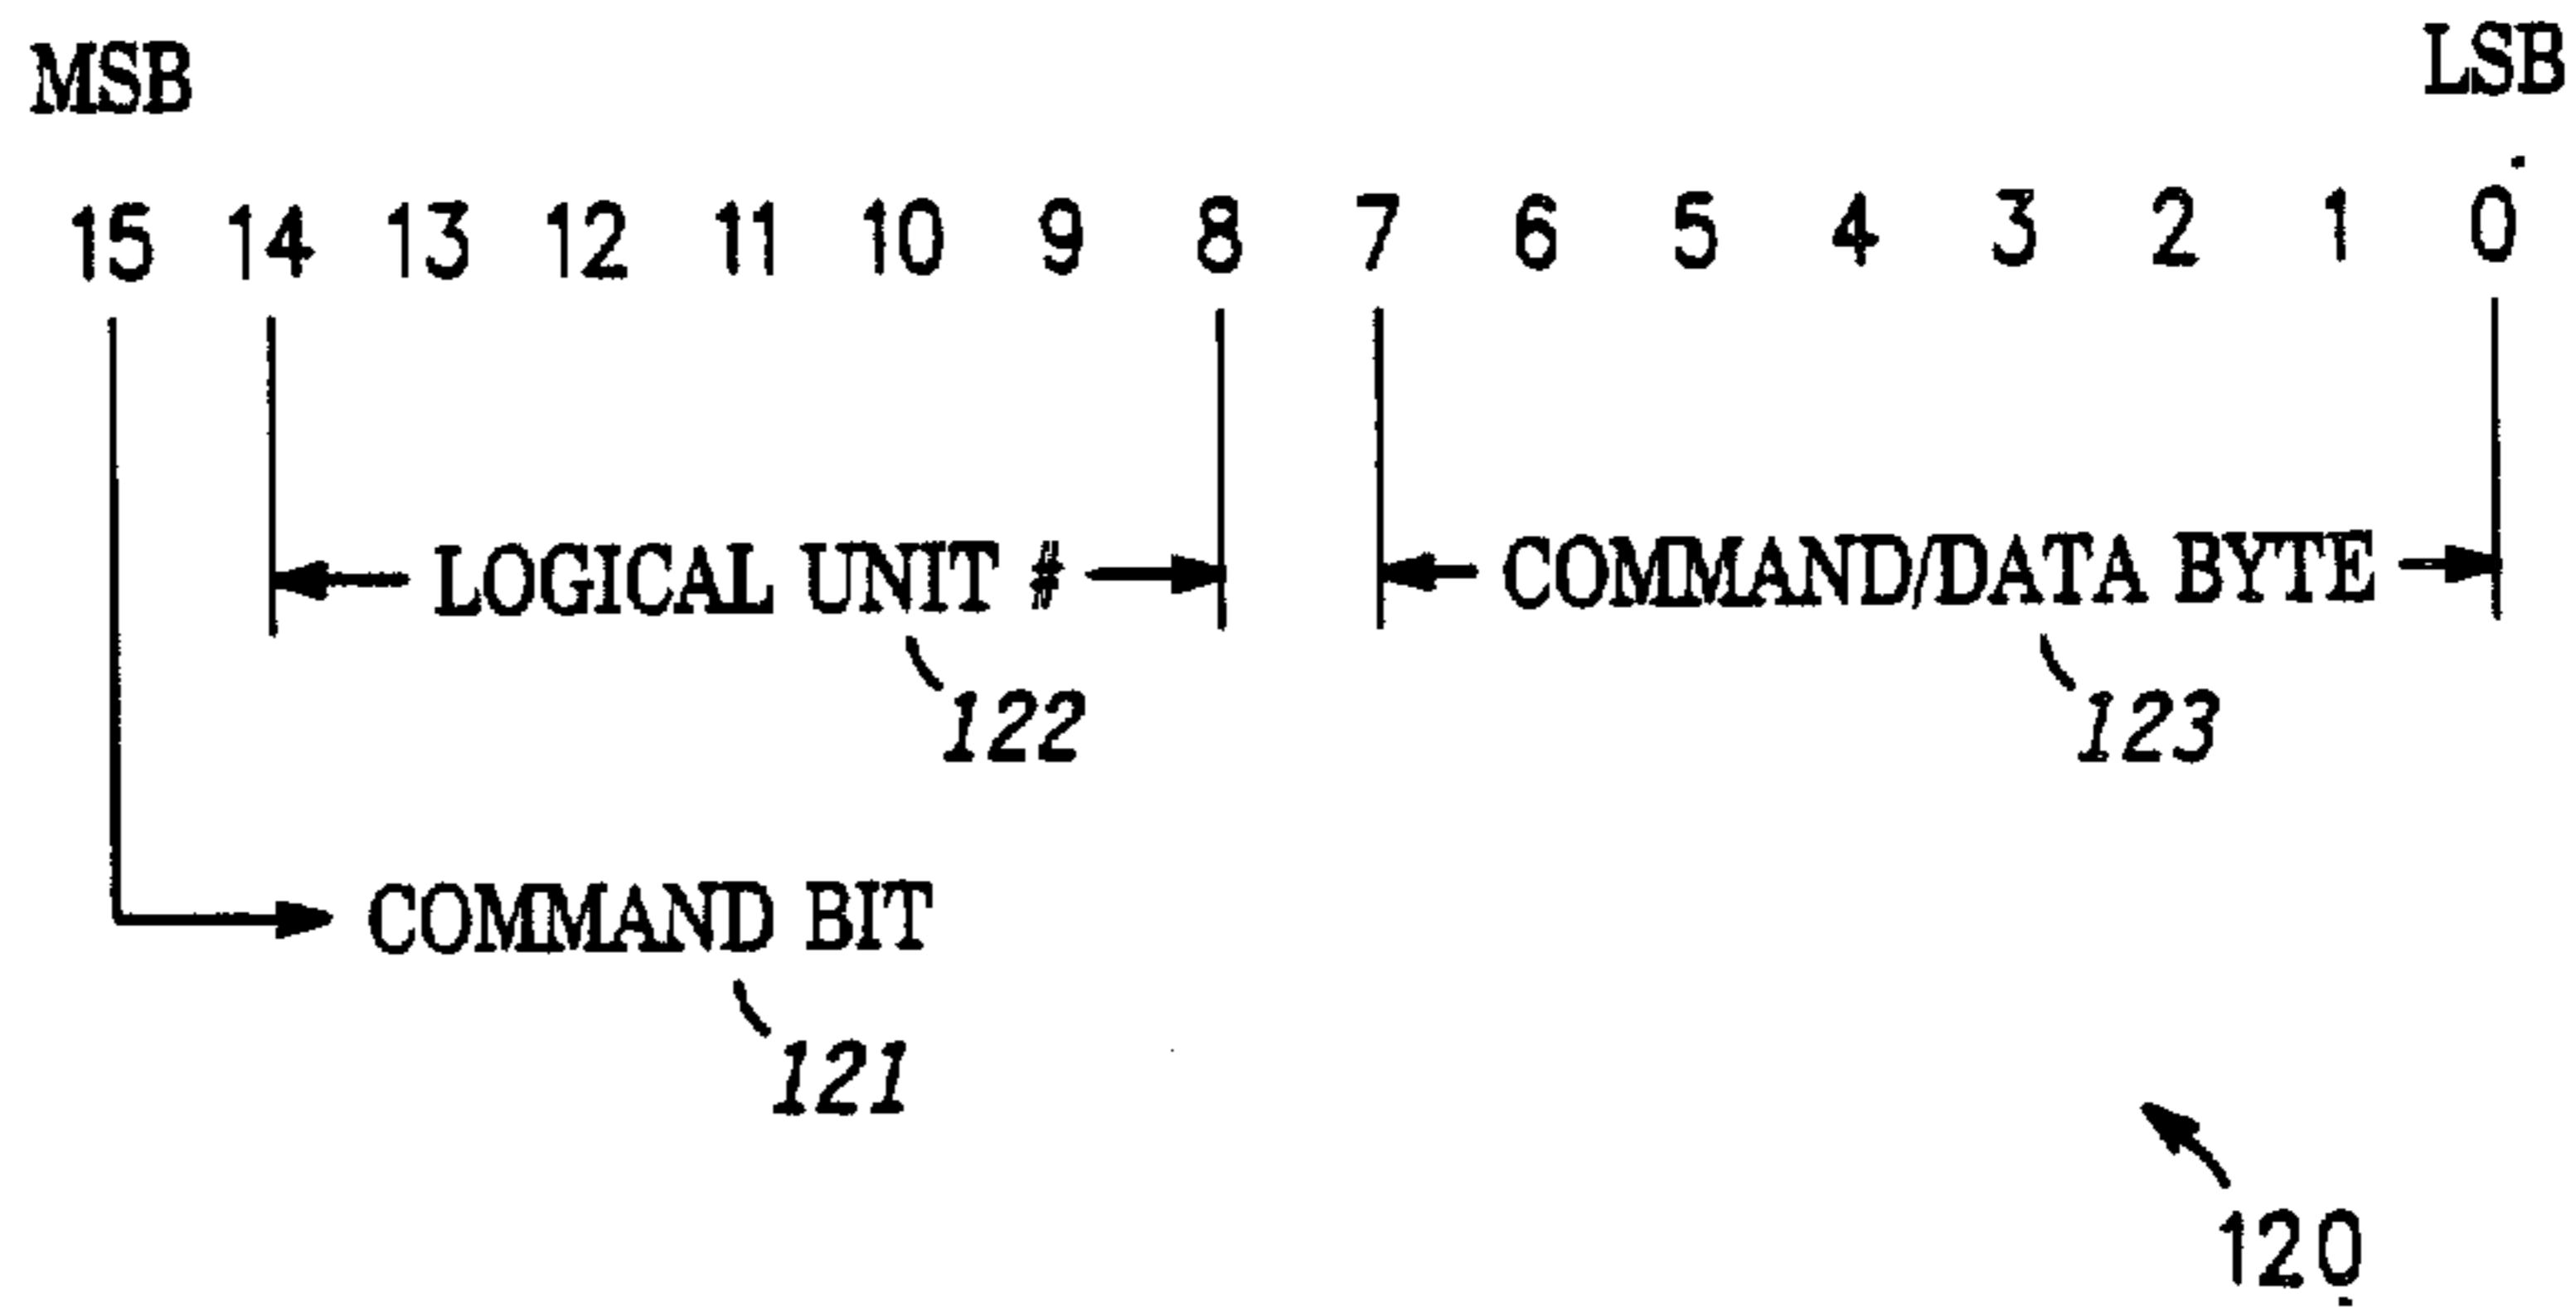 MSB LSB
15 14 13 12 11 10 9 8 7 6 5 4 3 2 1 0
LOGICAL UNIT # COMMAND/DATA BYTE
122 123
COMMAND BIT
121
120